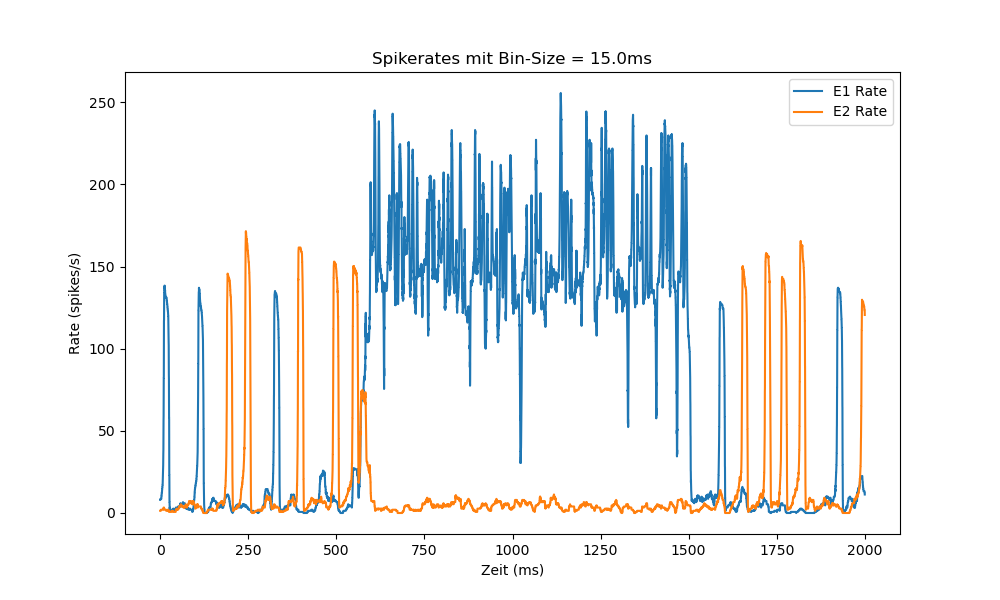 Spikerates mit Bin-Size = 15.0ms
E1 Rate
E2 Rate
Rate (spikes/s)
250
200
150
100
50
0
0 250 500 750 1000 1250 1500 1750 2000
Zeit (ms)